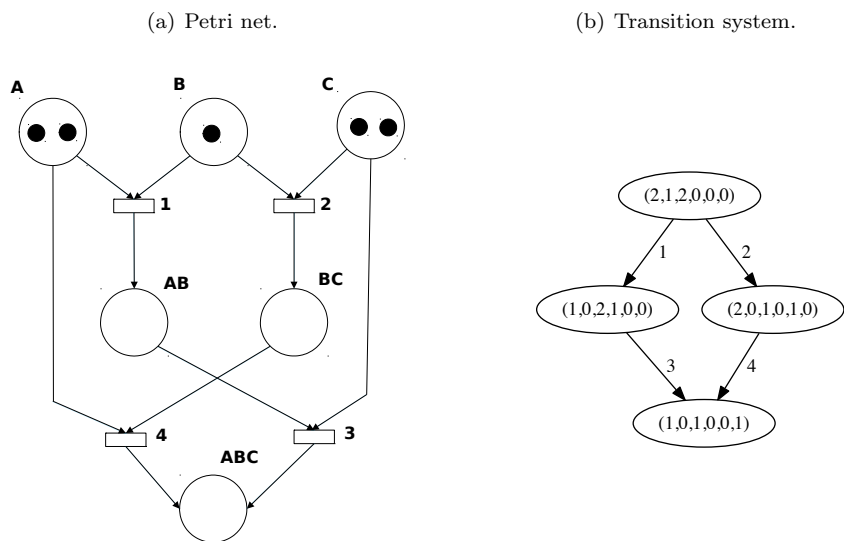 (a) Petri net.
(b) Transition system.
A
B
C
1
2
AB
BC
4
3
ABC
(2,1,2,0,0,0)
1
2
(1,0,2,1,0,0)
(2,0,1,0,1,0)
3
4
(1,0,1,0,0,1)